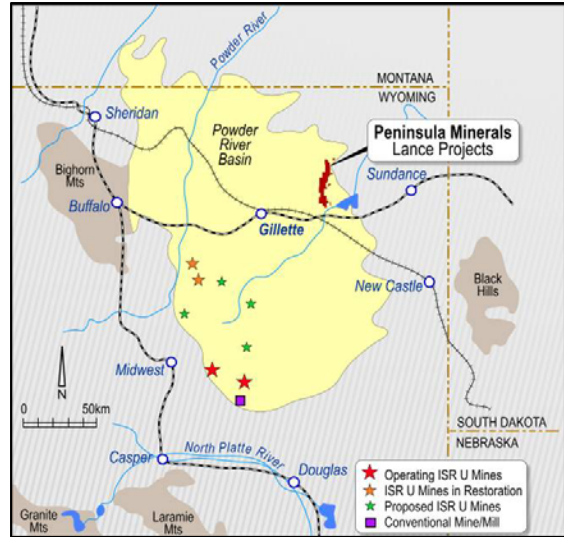 Powder River
MONTANA
WYOMING
Sheridan
Powder
River
Basin
Peninsula Minerals
Lance Projects
Bighorn
Mts
Sundance
Buffalo
Gillette
New Castle
Black
Hills
N
Midwest
0
50km
SOUTH DAKOTA
NEBRASKA
Casper
North Platte River
Douglas
Operating ISR U Mines
ISR U Mines in Restoration
Proposed ISR U Mines
Conventional Mine/Mill
Granite
Mts
Laramie
Mts